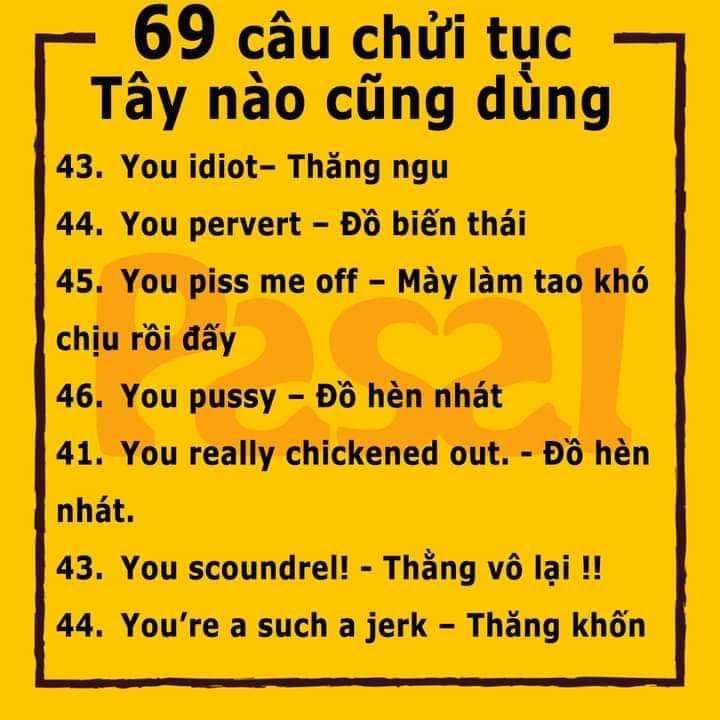 69 câu chửi tục
Tây nào cũng dùng
43. You idiot– Thăng ngu
44. You pervert – Đồ biến thái
45. You piss me off – Mày làm tao khó
chịu rồi đấy
46. You pussy – Đồ hèn nhát
41. You really chickened out. - Đồ hèn
nhát.
43. You scoundrel! - Thằng vô lại !!
44. You’re a such a jerk – Thăng khốn
Pasal